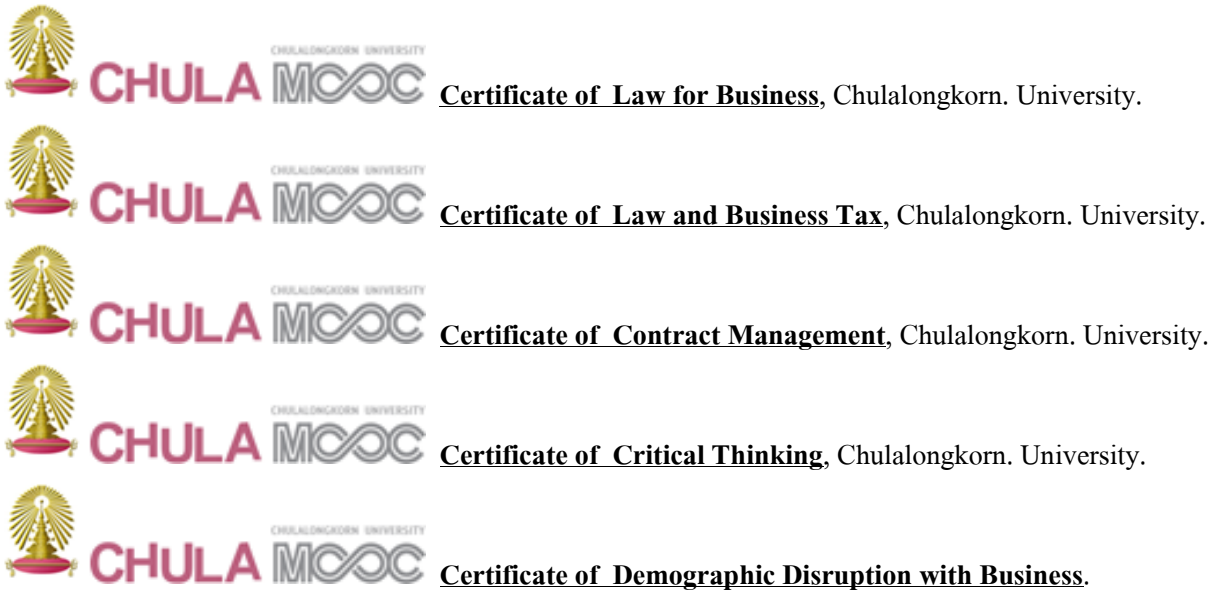 CHULALONGKORN UNIVERSITY
CHULA MOOC Certificate of  Law for Business, Chulalongkorn. University.
CHULALONGKORN UNIVERSITY
CHULA MOOC Certificate of  Law and Business Tax, Chulalongkorn. University.
CHULALONGKORN UNIVERSITY
CHULA MOOC Certificate of  Contract Management, Chulalongkorn. University.
CHULALONGKORN UNIVERSITY
CHULA MOOC Certificate of  Critical Thinking, Chulalongkorn. University.
CHULALONGKORN UNIVERSITY
CHULA MOOC Certificate of  Demographic Disruption with Business.